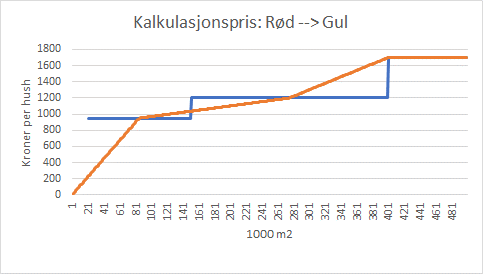 Kalkulasjonspris: Rød --> Gul
Kroner per hush
1800
1600
1400
1200
1000
800
600
400
200
0
1 21 41 61 81 101 121 141 161 181 201 221 241 261 281 301 321 341 361 381 401 421 441 461 481
1000 m2